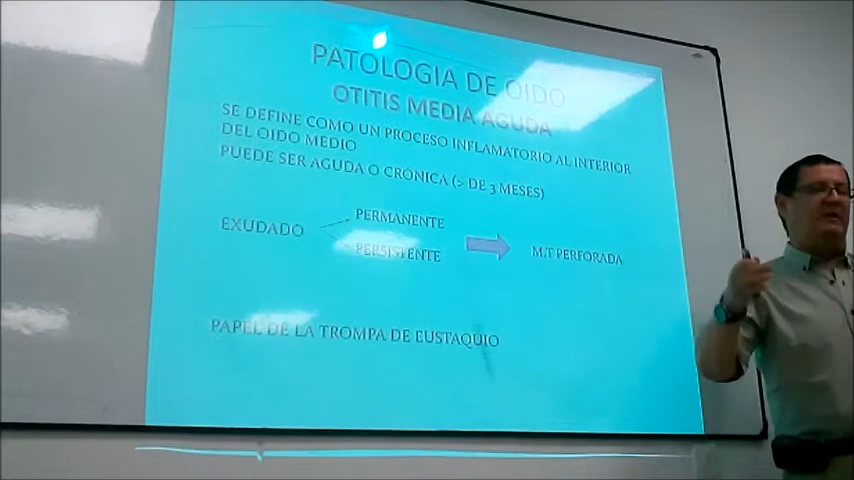 PATOLOGIA DE OIDO
OTITIS MEDIA AGUDA
SE DEFINE COMO UN PROCESO INFLAMATORIO AL INTERIOR
DEL OIDO MEDIO
PUEDE SER AGUDA O CRÓNICA (> DE 3 MESES)
PERMANENTE
EXUDADO
PERSISTENTE
M.T PERFORADA
PAPEL DE LA TROMPA DE EUSTAQUIO